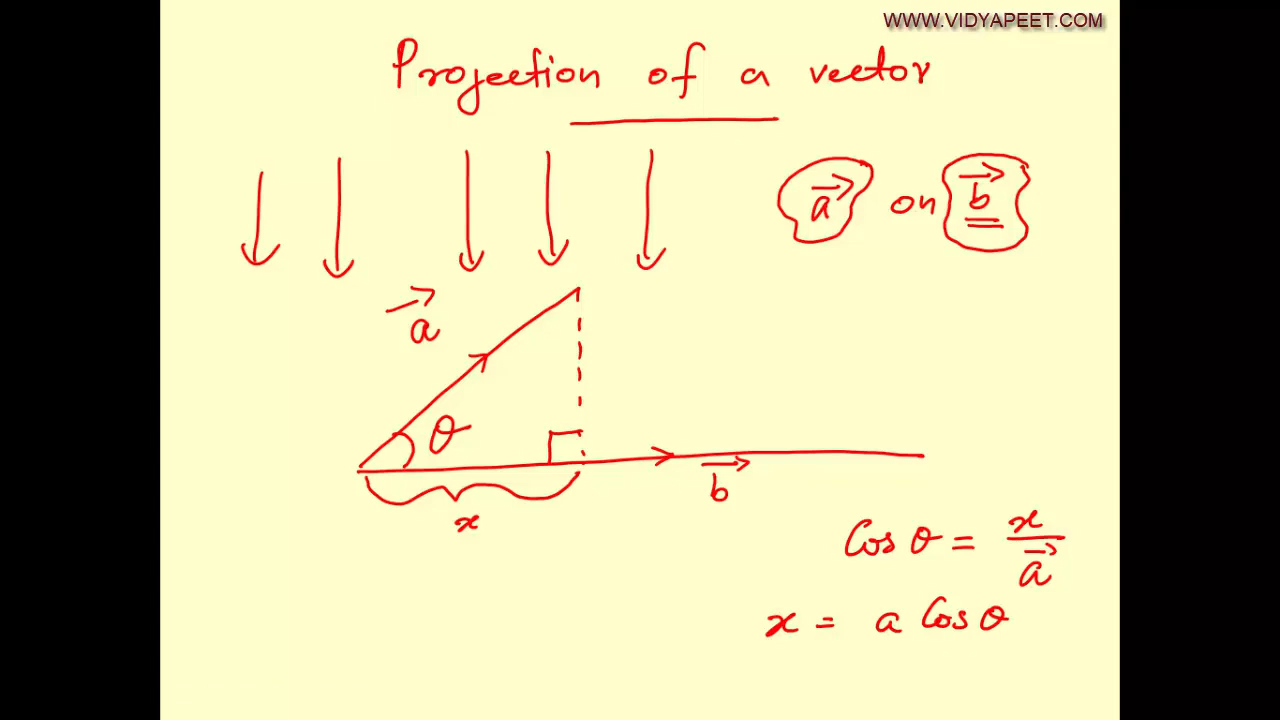 WWW.VIDYAPEET.COM
Projection of a vector
a⃗ on b⃗
a⃗
θ
b⃗
x
Cos θ = x / a⃗
x = a Cos θ